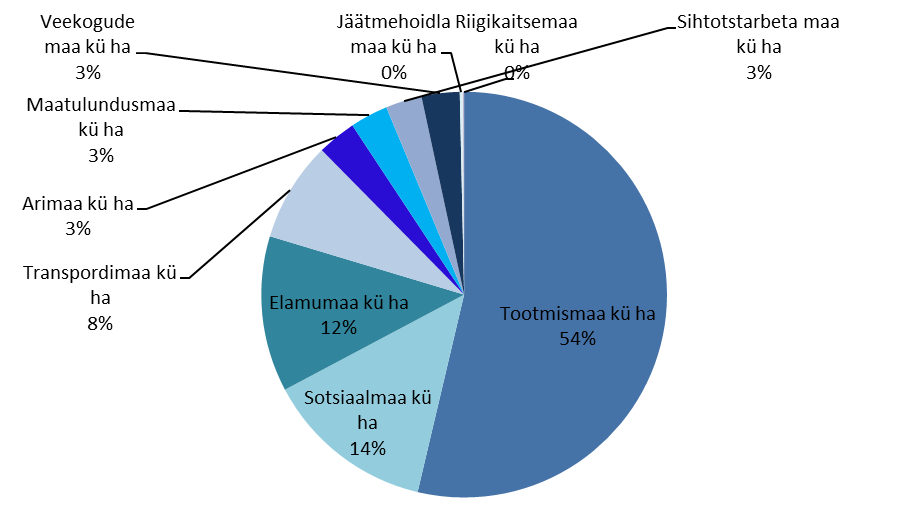 Veekogude
maa kü ha
3%
Jäätmehoidla
maa kü ha
0%
Riigikaitsemaa
kü ha
0%
Sihtotstarbeta maa
kü ha
3%
Maatulundusmaa
kü ha
3%
Arimaa kü ha
3%
Transpordimaa kü
ha
8%
Elamumaa kü ha
12%
Sotsiaalmaa kü
ha
14%
Tootmismaa kü ha
54%